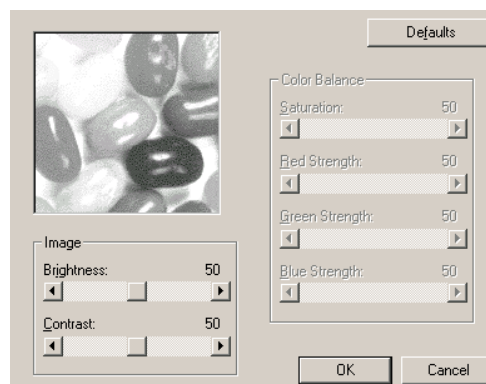 Defaults
Color Balance
Saturation: 50
Red Strength: 50
Green Strength: 50
Blue Strength: 50
Image
Brightness: 50
Contrast: 50
OK Cancel